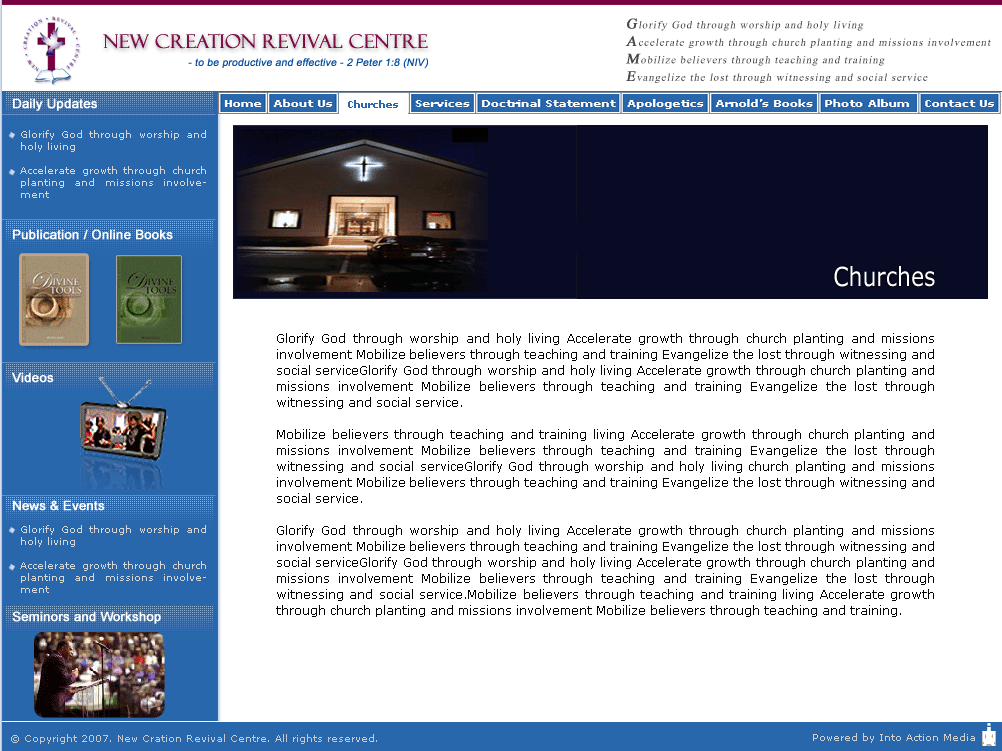 NEW CREATION REVIVAL CENTRE
- to be productive and effective - 2 Peter 1:8 (NIV)
Glorify God through worship and holy living
Accelerate growth through church planting and missions involvement
Mobilize believers through teaching and training
Evangelize the lost through witnessing and social service
Home About Us Churches Services Doctrinal Statement Apologetics Arnold's Books Photo Album Contact Us
Daily Updates
Glorify God through worship and
holy living
Accelerate growth through church
planting and missions involve-
ment
Publication / Online Books
DIVINE
TOOLS
DIVINE
TOOLS
Videos
News & Events
Glorify God through worship and
holy living
Accelerate growth through church
planting and missions involve-
ment
Seminors and Workshop
Churches
Glorify God through worship and holy living Accelerate growth through church planting and missions
involvement Mobilize believers through teaching and training Evangelize the lost through witnessing and
social serviceGlorify God through worship and holy living Accelerate growth through church planting and
missions involvement Mobilize believers through teaching and training Evangelize the lost through
witnessing and social service.
Mobilize believers through teaching and training living Accelerate growth through church planting and
missions involvement Mobilize believers through teaching and training Evangelize the lost through
witnessing and social serviceGlorify God through worship and holy living church planting and missions
involvement Mobilize believers through teaching and training Evangelize the lost through witnessing and
social service.
Glorify God through worship and holy living Accelerate growth through church planting and missions
involvement Mobilize believers through teaching and training Evangelize the lost through witnessing and
social serviceGlorify God through worship and holy living Accelerate growth through church planting and
missions involvement Mobilize believers through teaching and training Evangelize the lost through
witnessing and social service.Mobilize believers through teaching and training living Accelerate growth
through church planting and missions involvement Mobilize believers through teaching and training.
© Copyright 2007. New Cration Revival Centre. All rights reserved.
Powered by Into Action Media